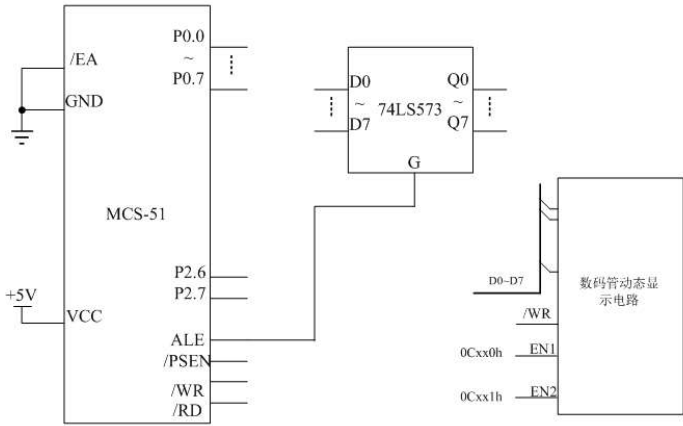 /EA
GND
MCS-51
+5V
VCC
P0.0
~
P0.7
P2.6
P2.7
ALE
/PSEN
/WR
/RD
D0
~
D7
74LS573
Q0
~
Q7
G
D0~D7
/WR
0Cxx0h
EN1
0Cxx1h
EN2
数码管动态显
示电路